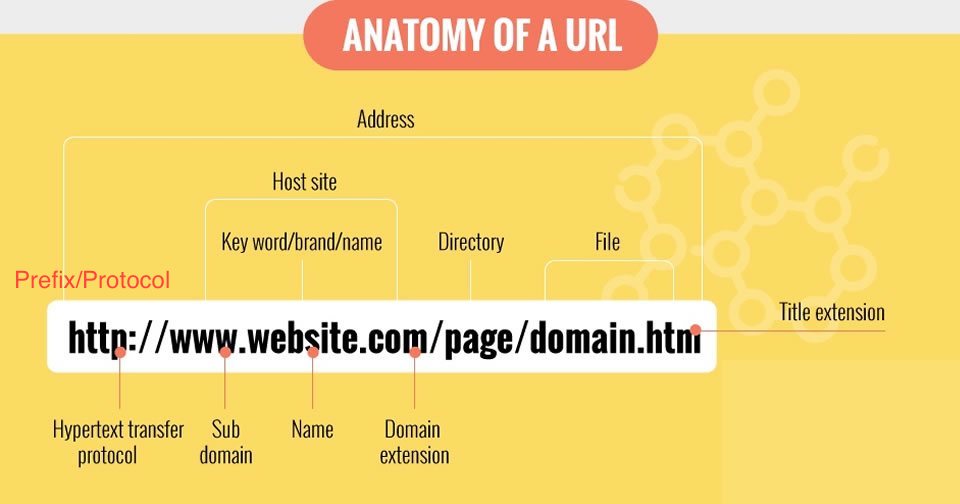 ANATOMY OF A URL
Address
Host site
Key word/brand/name
Directory
File
Prefix/Protocol
Title extension
http://www.website.com/page/domain.htm
Hypertext transfer
protocol
Sub
domain
Name
Domain
extension